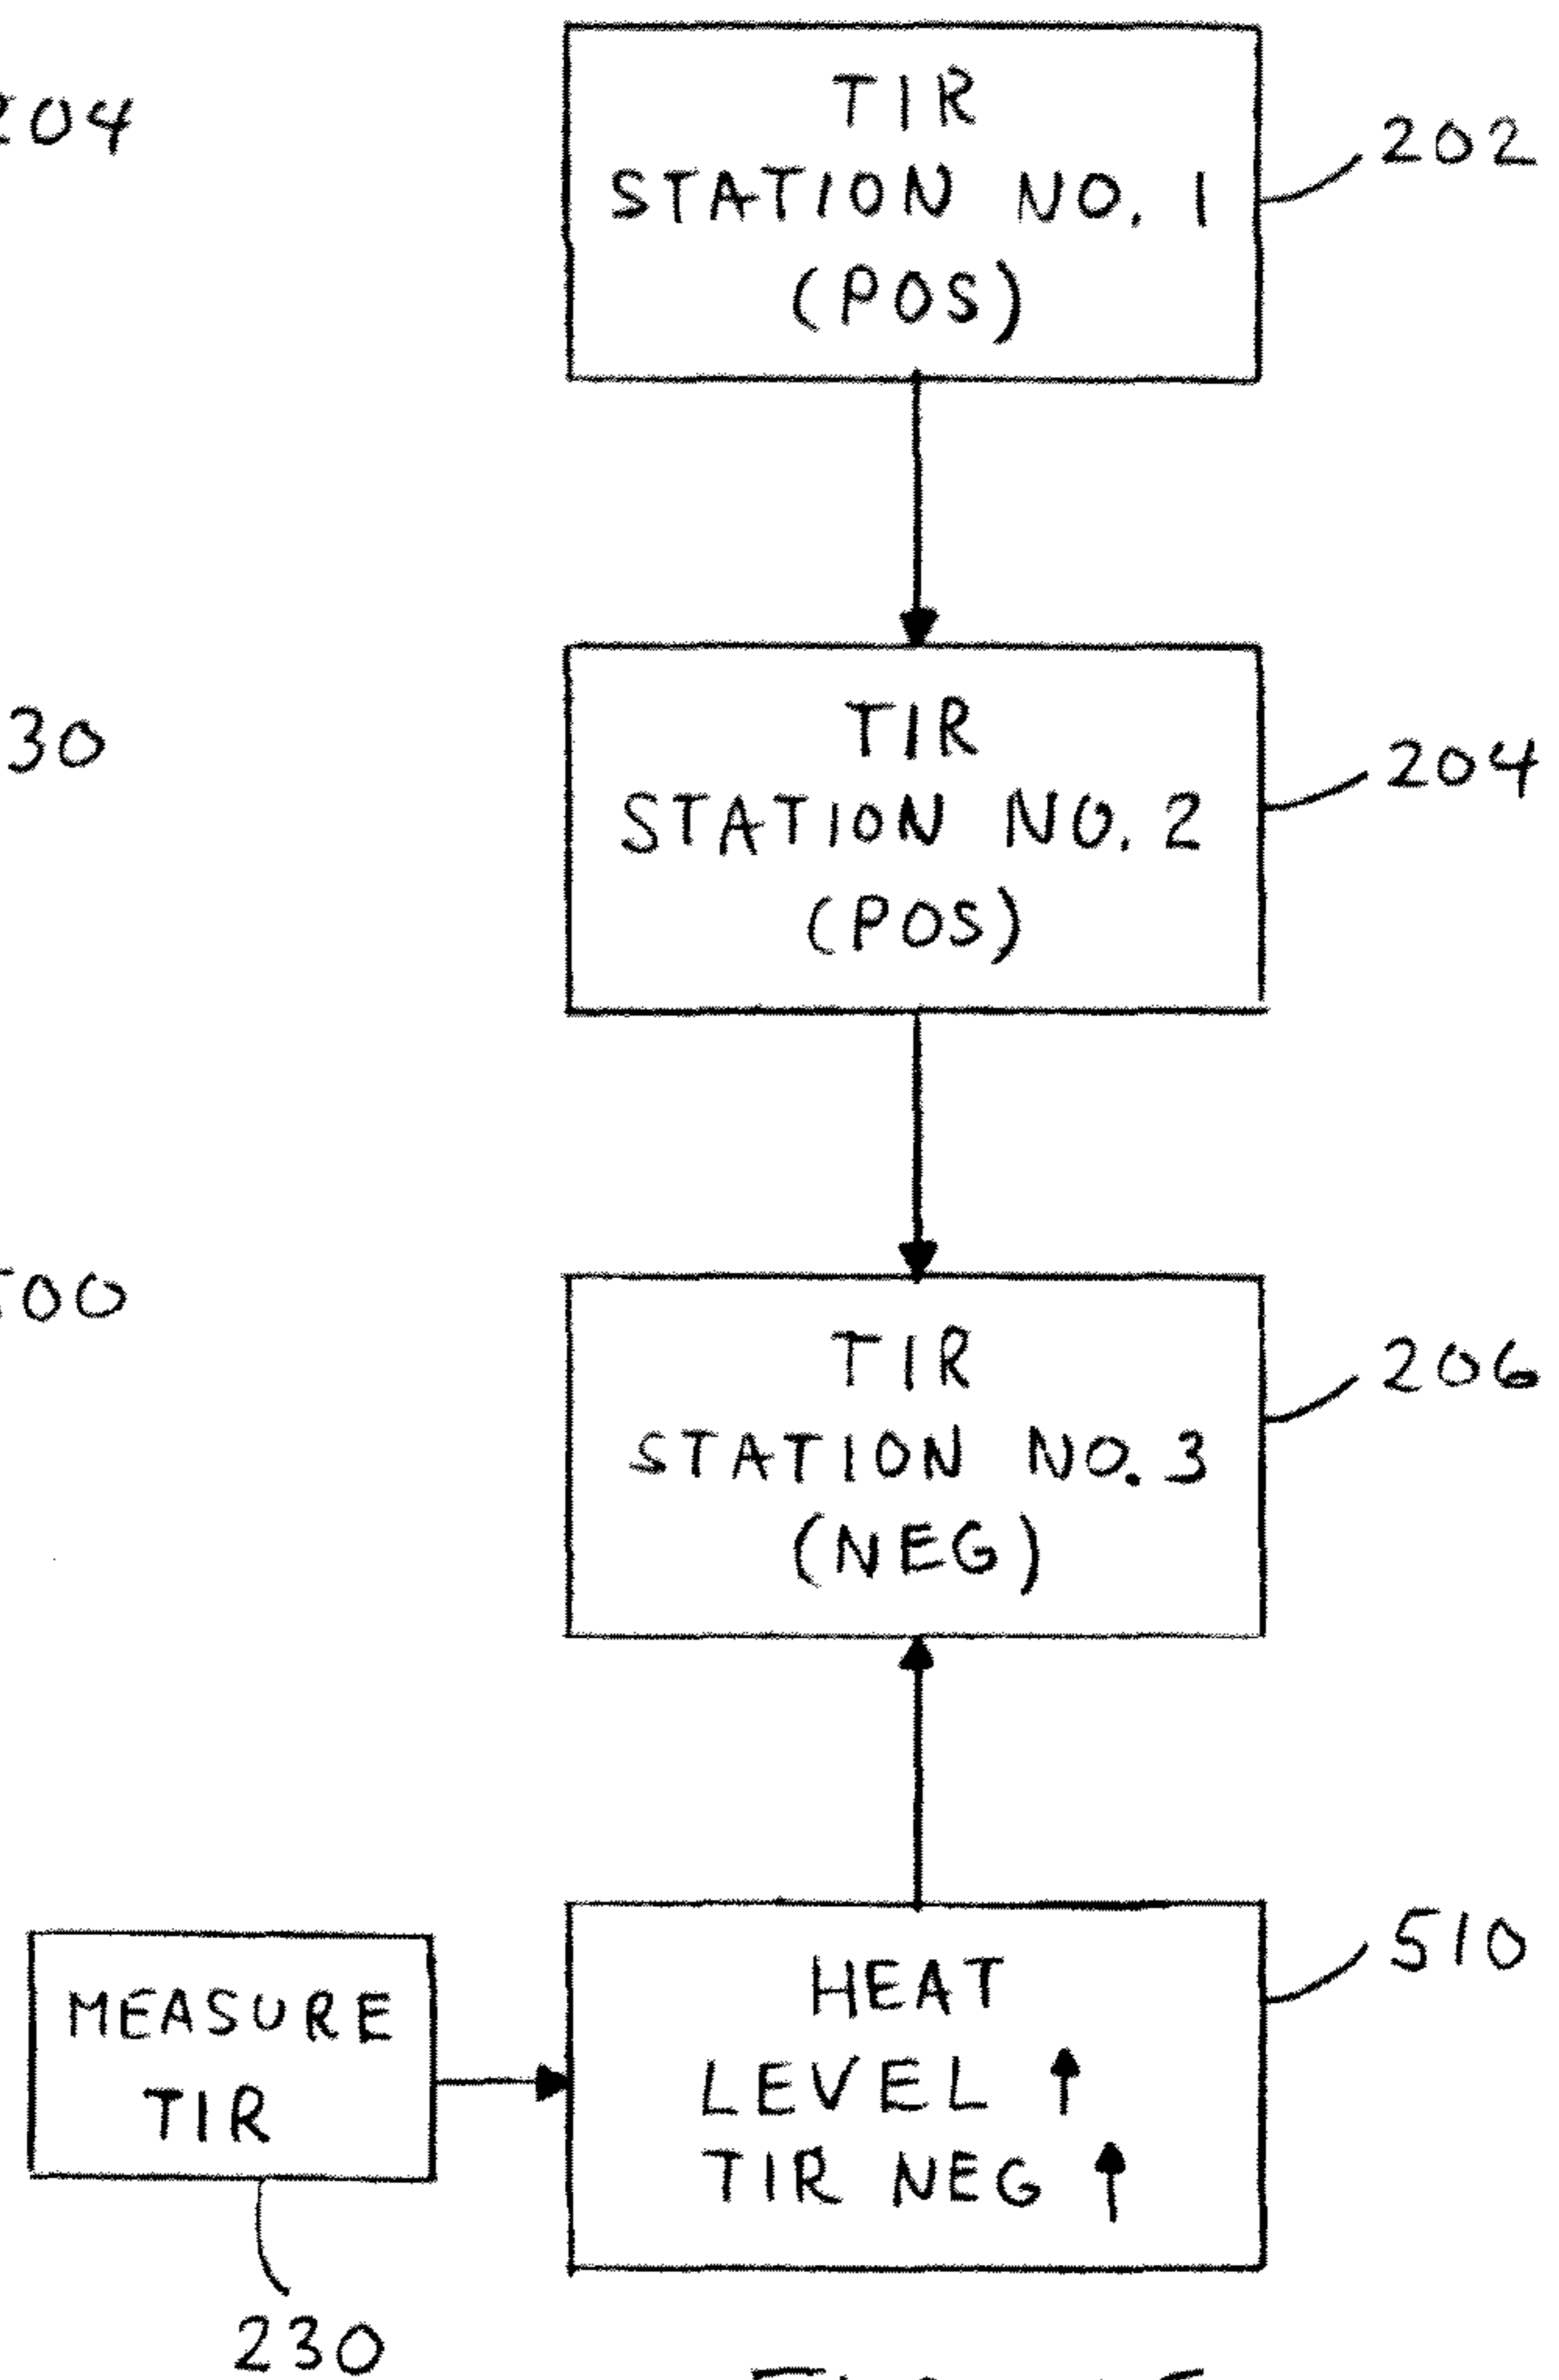 204
TIR
STATION NO. 1
(POS)
202
30
TIR
STATION NO. 2
(POS)
204
00
TIR
STATION NO. 3
(NEG)
206
MEASURE
TIR
230
HEAT
LEVEL ↑
TIR NEG ↑
510